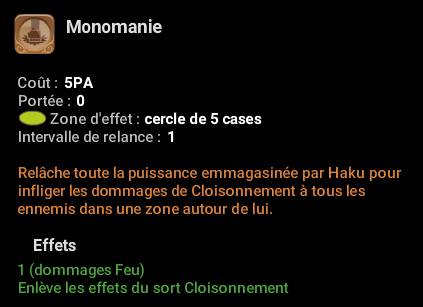 Monomanie
Coût : 5PA
Portée : 0
Zone d'effet : cercle de 5 cases
Intervalle de relance : 1
Relâche toute la puissance emmagasinée par Haku pour
infliger les dommages de Cloisonnement à tous les
ennemis dans une zone autour de lui.
Effets
1 (dommages Feu)
Enlève les effets du sort Cloisonnement